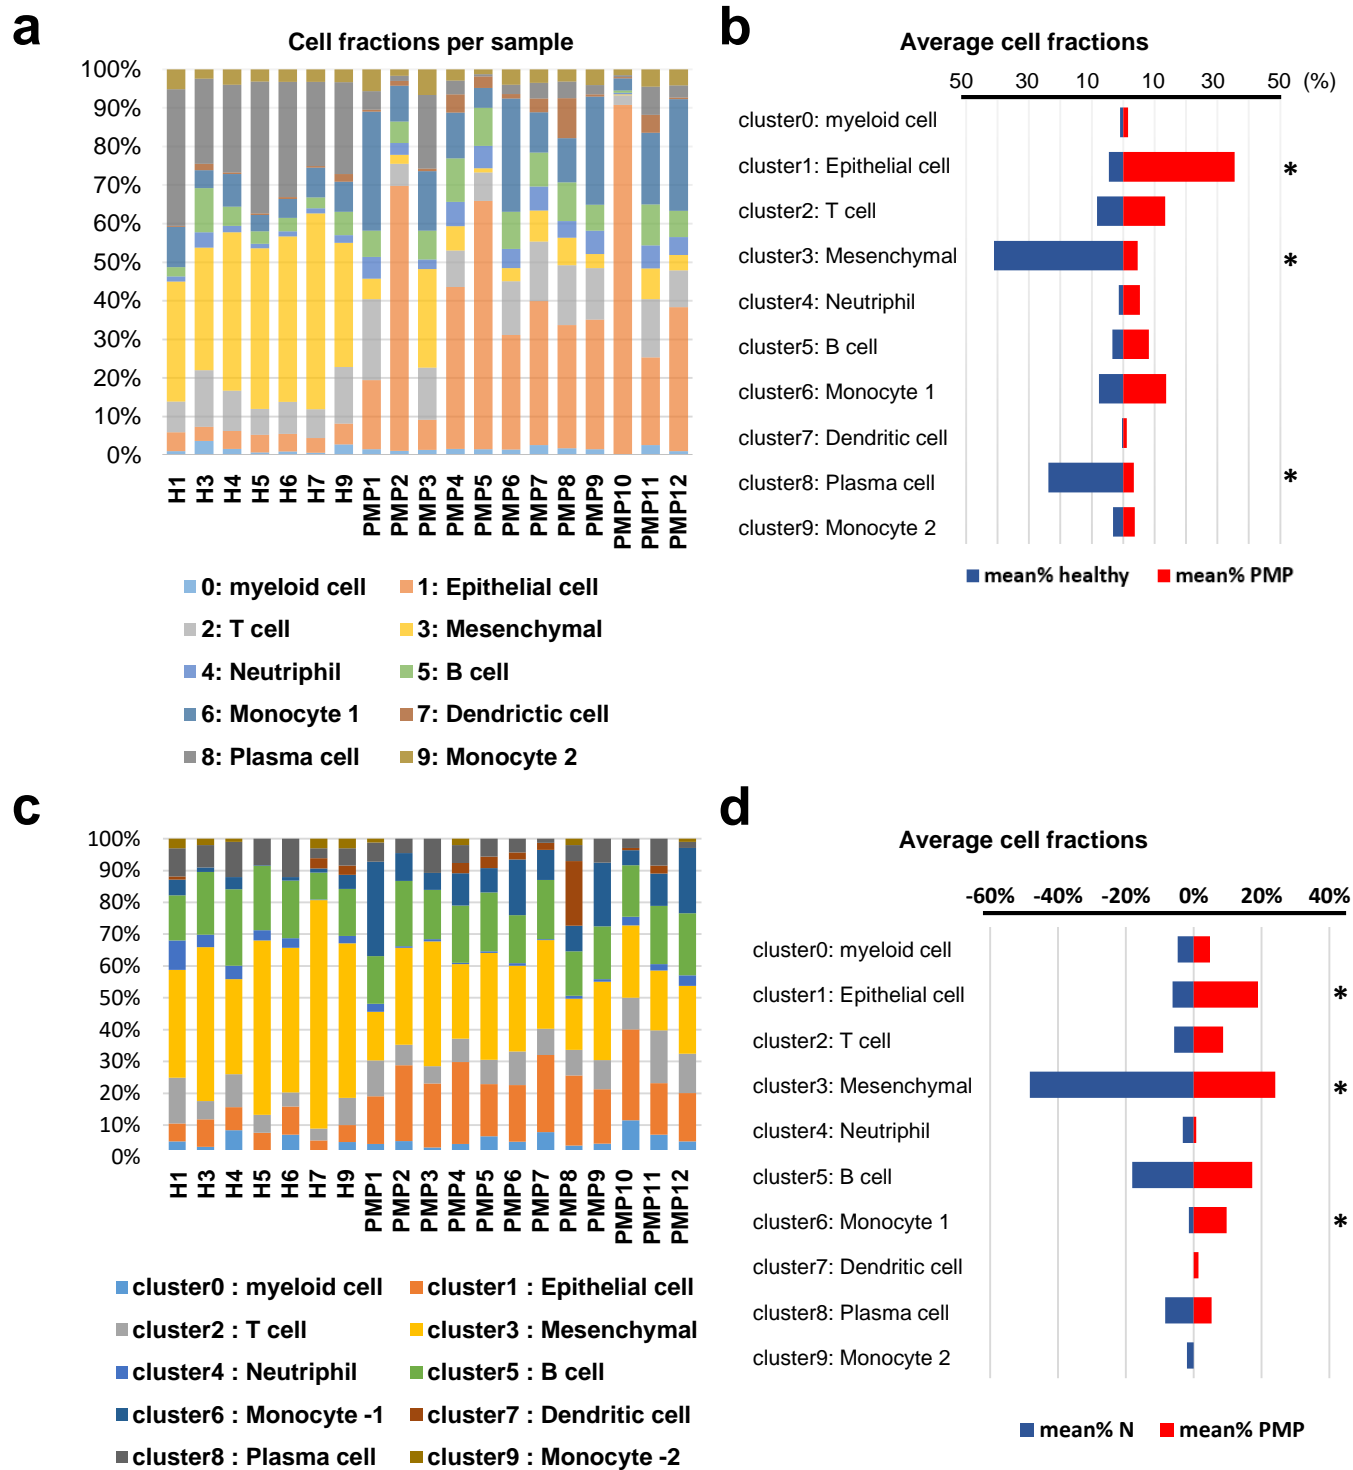 a
Cell fractions per sample
100%
90%
80%
70%
60%
50%
40%
30%
20%
10%
0%
H1
H3
H4
H5
H6
H7
H9
PMP1
PMP2
PMP3
PMP4
PMP5
PMP6
PMP7
PMP8
PMP9
PMP10
PMP11
PMP12
0: myeloid cell
1: Epithelial cell
2: T cell
3: Mesenchymal
4: Neutriphil
5: B cell
6: Monocyte 1
7: Dendrictic cell
8: Plasma cell
9: Monocyte 2
b
Average cell fractions
50 30 10 10 30 50 (%)
cluster0: myeloid cell
cluster1: Epithelial cell *
cluster2: T cell
cluster3: Mesenchymal *
cluster4: Neutriphil
cluster5: B cell
cluster6: Monocyte 1
cluster7: Dendritic cell
cluster8: Plasma cell *
cluster9: Monocyte 2
mean% healthy mean% PMP
c
100%
90%
80%
70%
60%
50%
40%
30%
20%
10%
0%
H1
H3
H4
H5
H6
H7
H9
PMP1
PMP2
PMP3
PMP4
PMP5
PMP6
PMP7
PMP8
PMP9
PMP10
PMP11
PMP12
cluster0 : myeloid cell
cluster1 : Epithelial cell
cluster2 : T cell
cluster3 : Mesenchymal
cluster4 : Neutriphil
cluster5 : B cell
cluster6 : Monocyte -1
cluster7 : Dendritic cell
cluster8 : Plasma cell
cluster9 : Monocyte -2
d
Average cell fractions
-60% -40% -20% 0% 20% 40%
cluster0: myeloid cell
cluster1: Epithelial cell *
cluster2: T cell
cluster3: Mesenchymal *
cluster4: Neutriphil
cluster5: B cell
cluster6: Monocyte 1 *
cluster7: Dendritic cell
cluster8: Plasma cell
cluster9: Monocyte 2
mean% N mean% PMP